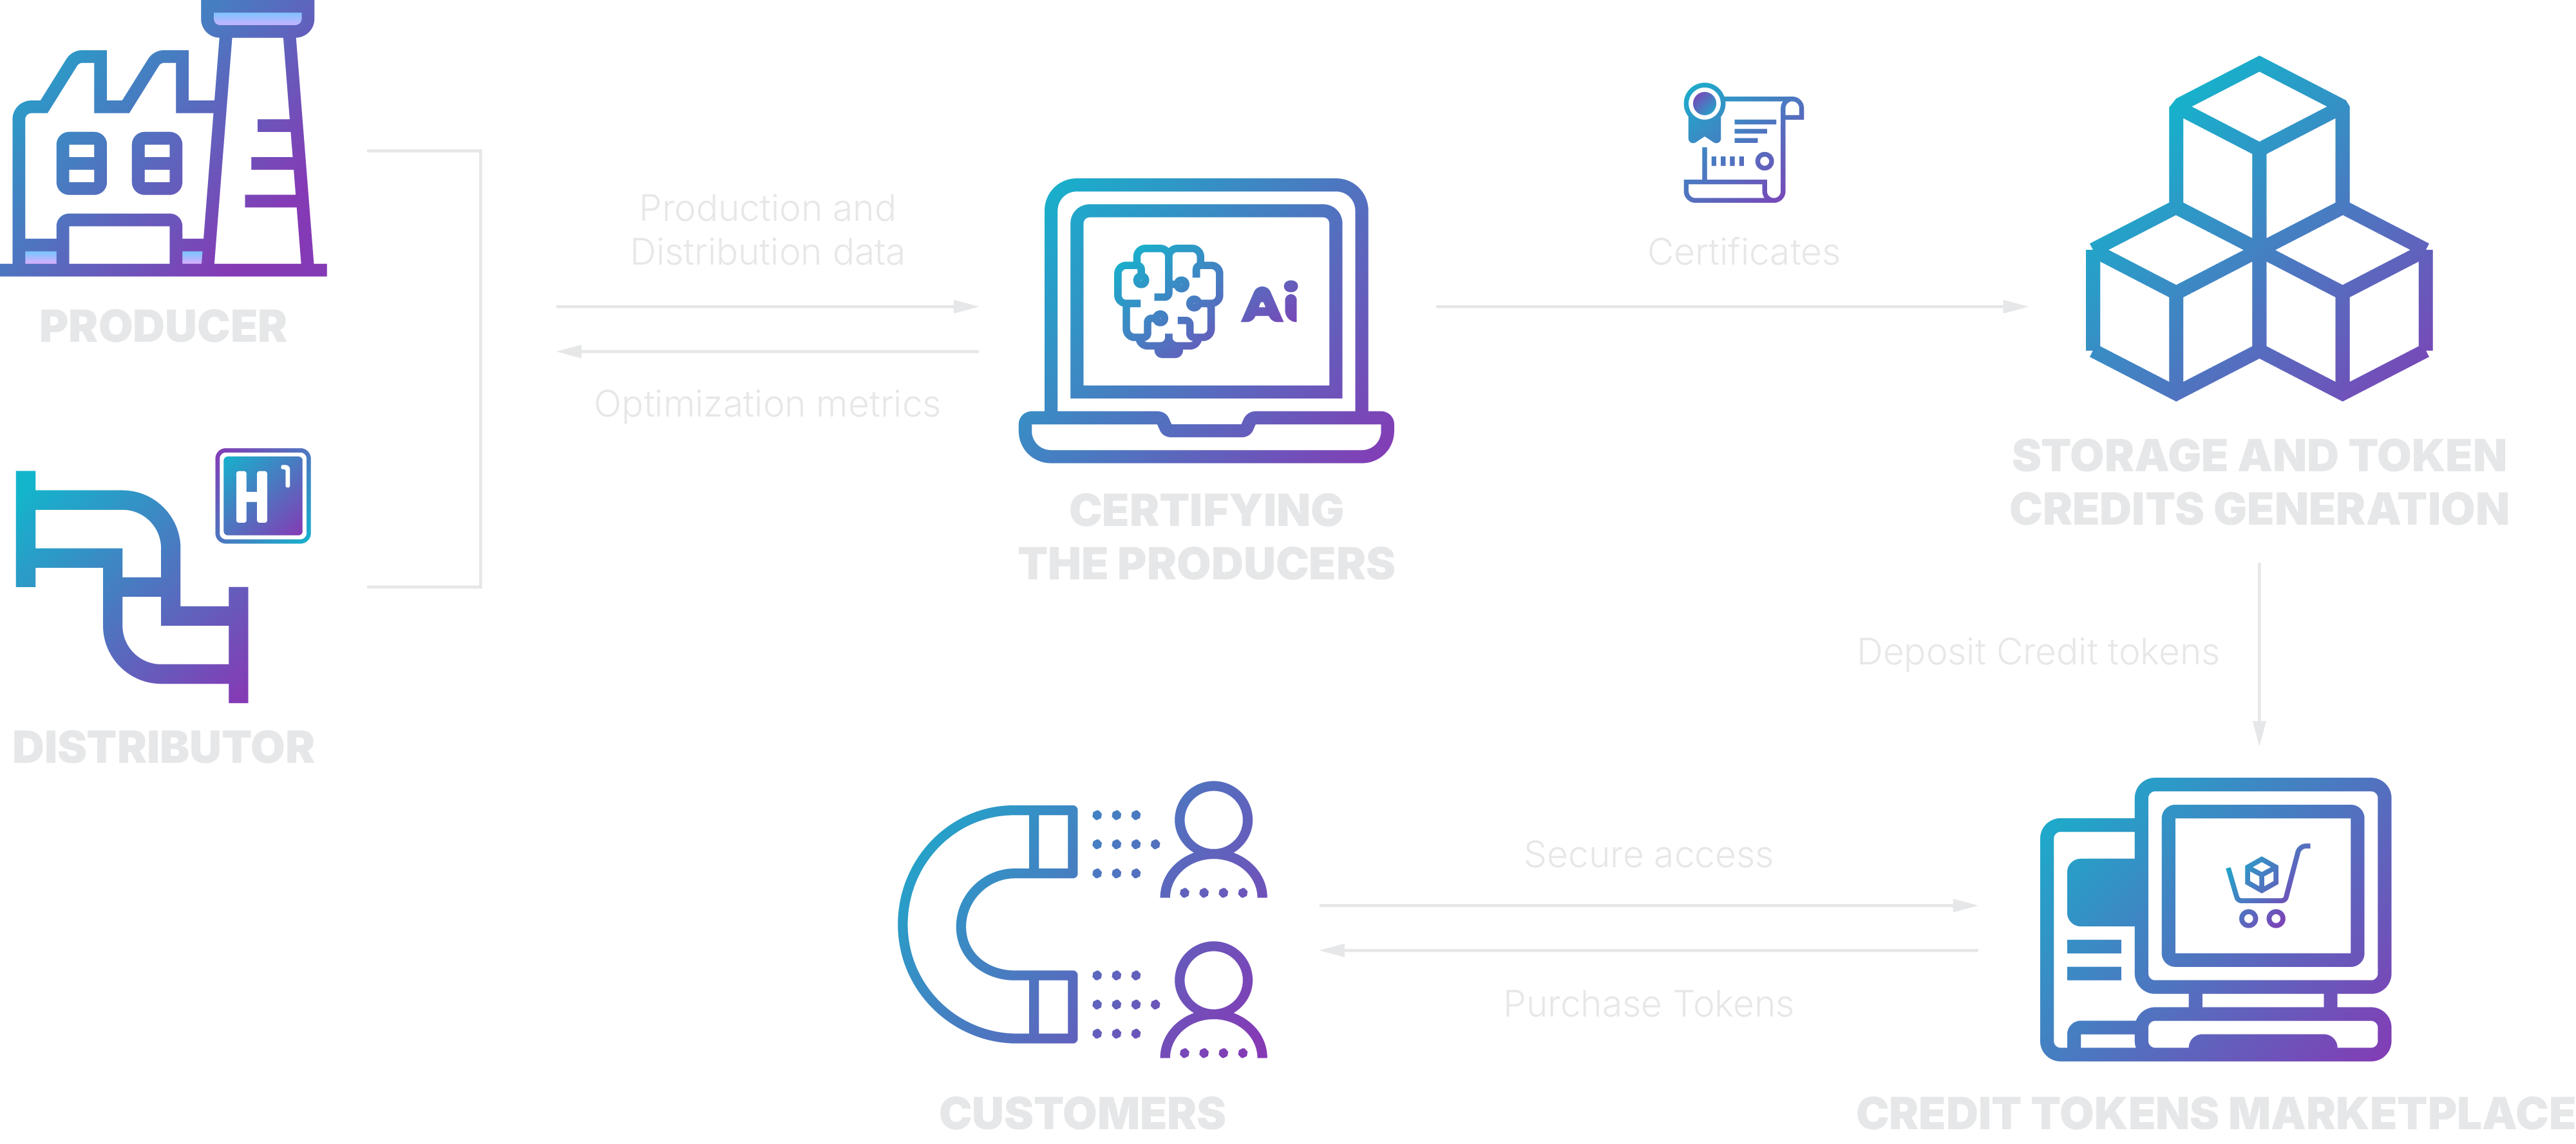 PRODUCER
Production and
Distribution data
Optimization metrics
H¹
DISTRIBUTOR
Ai
CERTIFYING
THE PRODUCERS
Certificates
STORAGE AND TOKEN
CREDITS GENERATION
Deposit Credit tokens
Secure access
Purchase Tokens
CUSTOMERS
CREDIT TOKENS MARKETPLACE